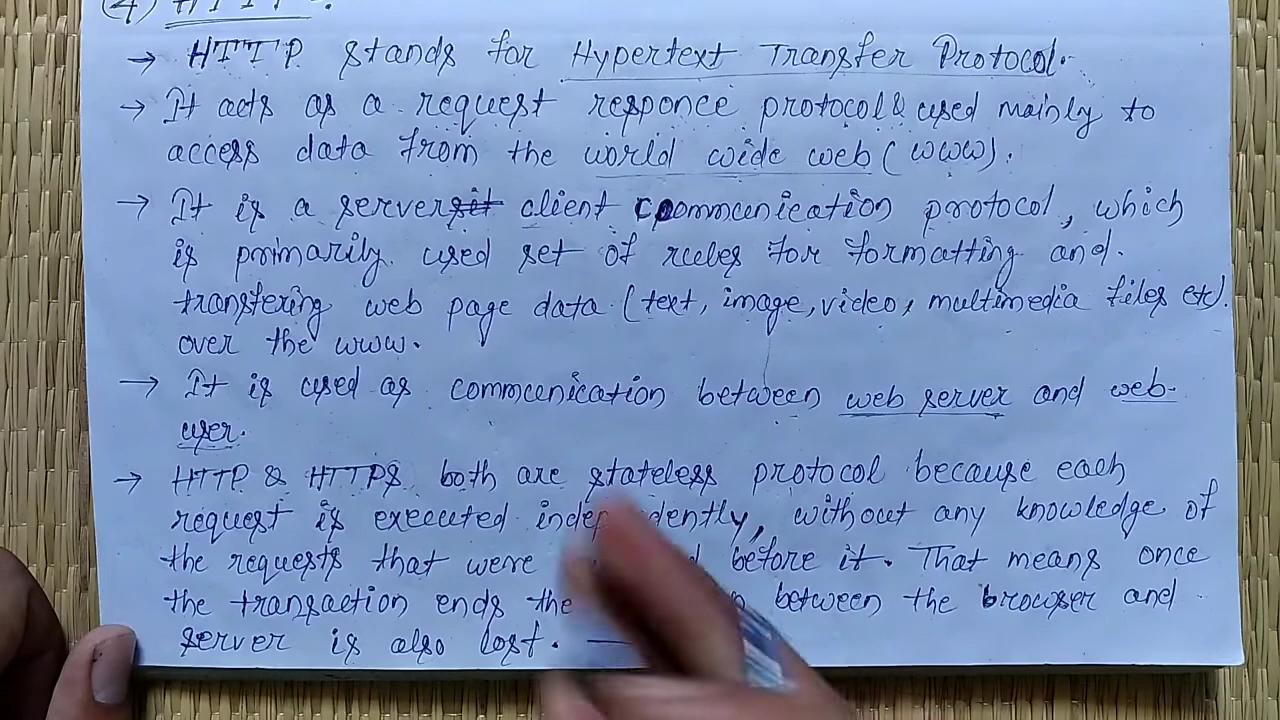 (4) HTTP :
→ HTTP stands for Hypertext Transfer Protocol.
→ It acts as a request responce protocol & used mainly to
access data from the world wide web (WWW).
→ It is a server client communication protocol, which
is primarily used set of rules for formatting and.
transfering web page data (text, image, video, multimedia files etc).
over the www.
→ It is used as communication between web server and web-
user.
→ HTTP & HTTPS both are stateless protocol because each
request is executed independently, without any knowledge of
the requests that were before it. That means once
the transaction ends the between the browser and
server is also lost. —